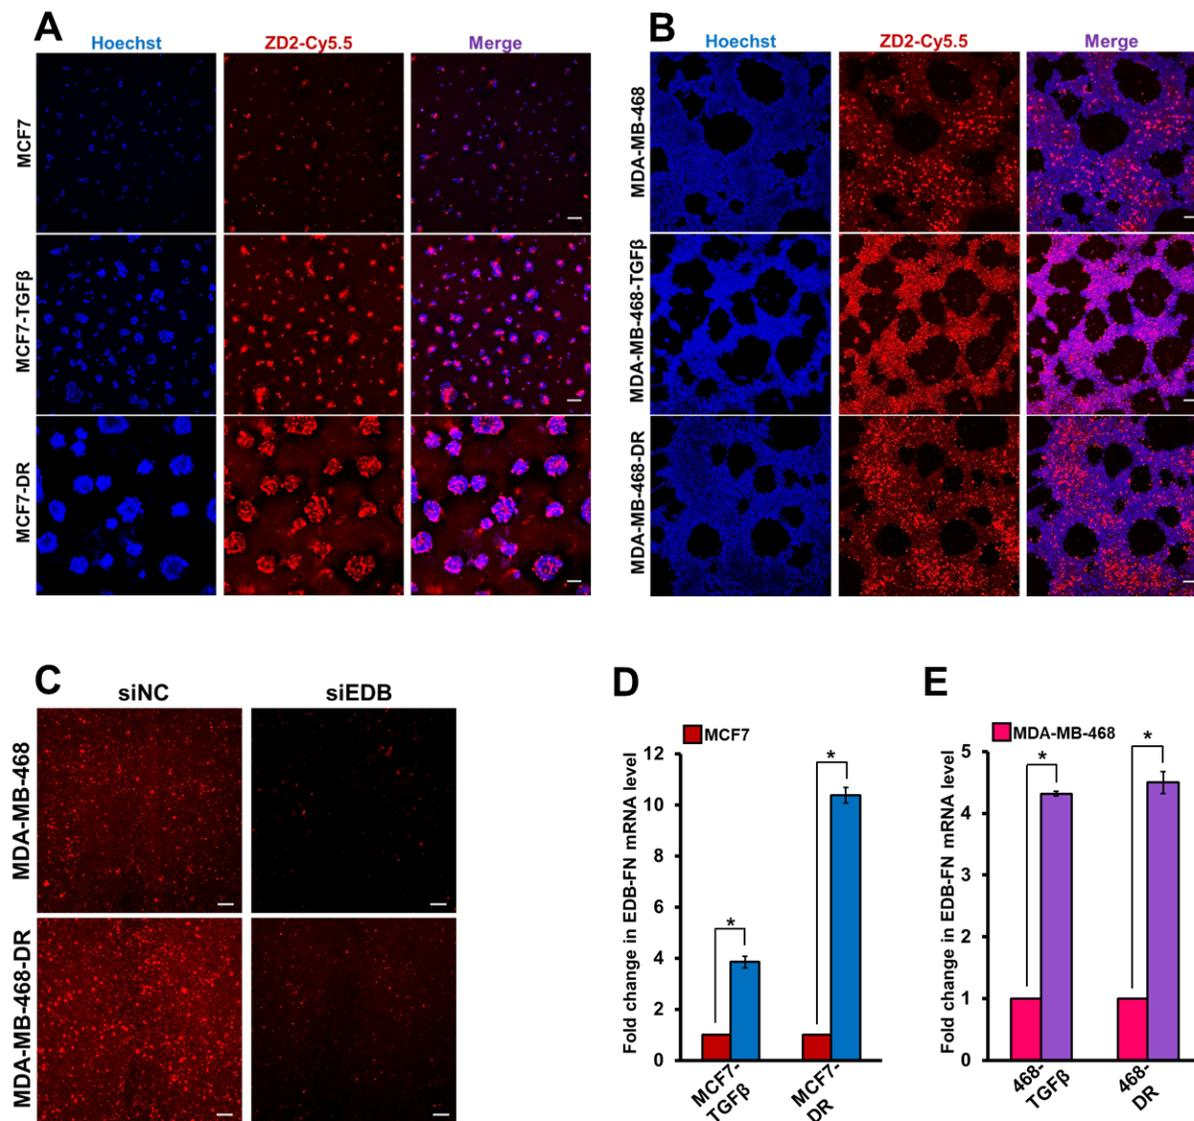 A
Hoechst ZD2-Cy5.5 Merge
MCF7
MCF7-TGFβ
MCF7-DR
B
Hoechst ZD2-Cy5.5 Merge
MDA-MB-468
MDA-MB-468-TGFβ
MDA-MB-468-DR
C
siNC siEDB
MDA-MB-468
MDA-MB-468-DR
D
MCF7
Fold change in EDB-FN mRNA level
12
10
8
6
4
2
0
*
*
MCF7-
TGFβ
MCF7-
DR
E
MDA-MB-468
Fold change in EDB-FN mRNA level
5
4
3
2
1
0
*
*
468-
TGFβ
468-
DR